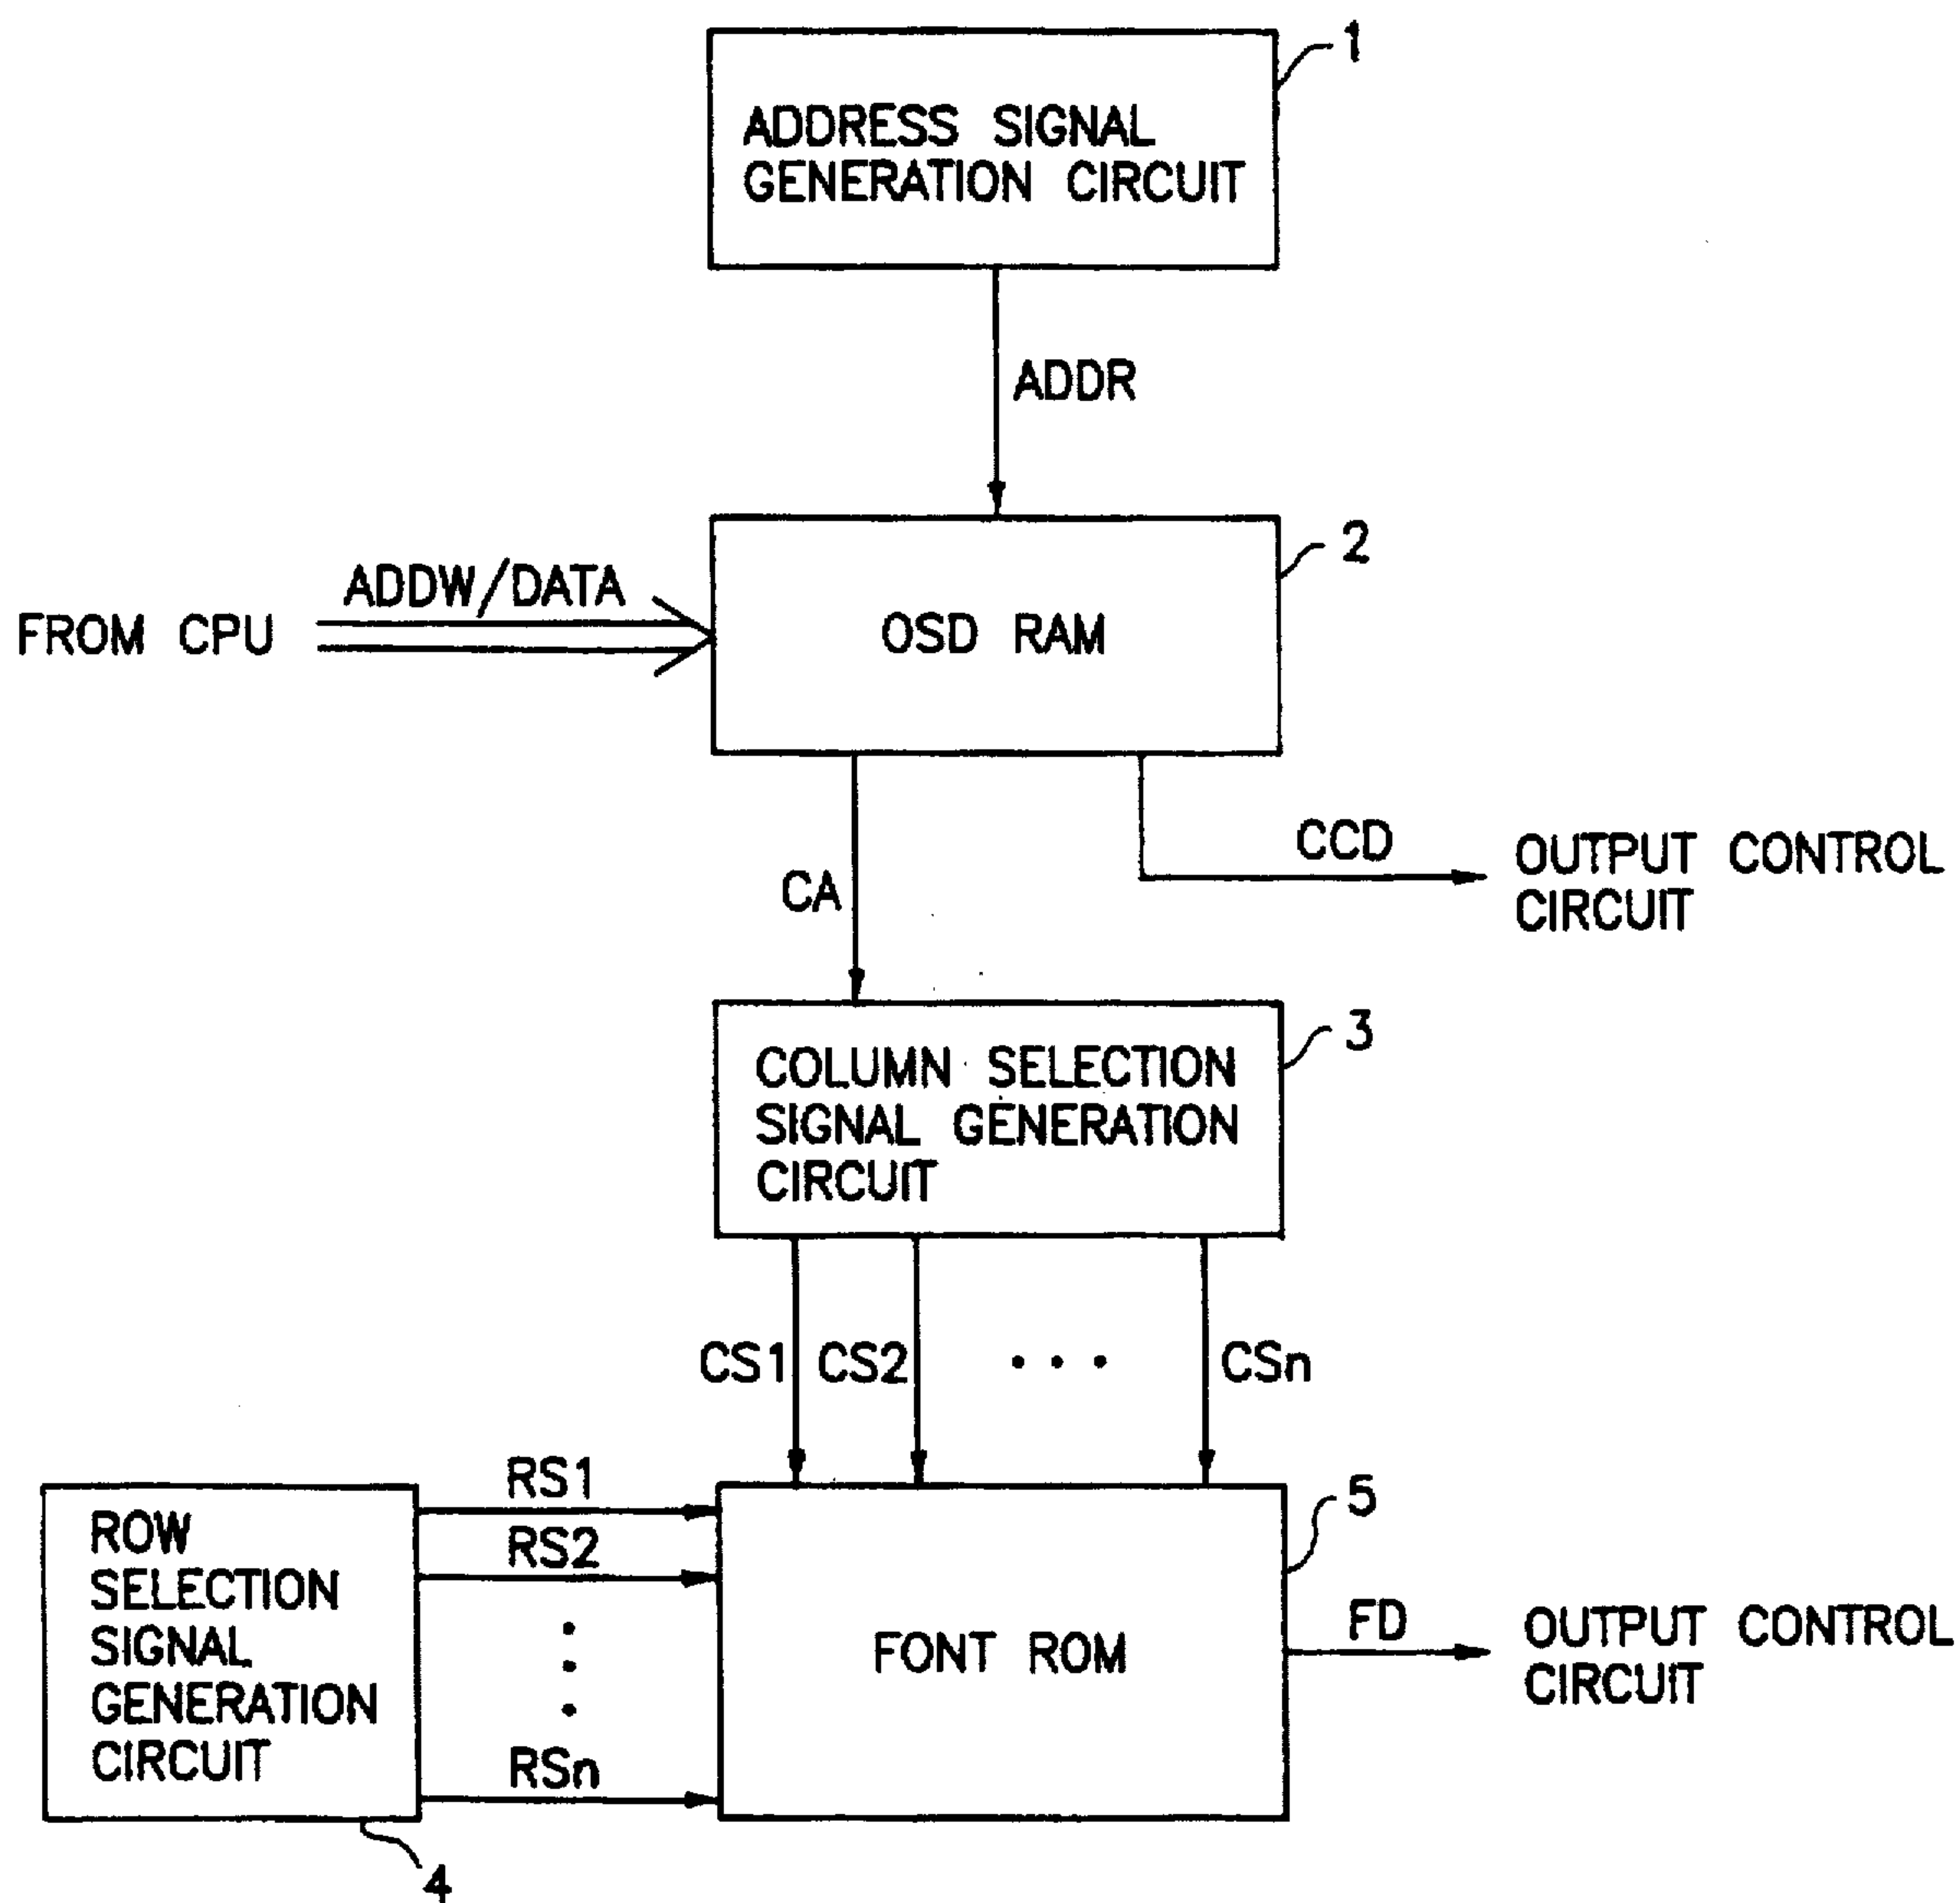 1
ADDRESS SIGNAL
GENERATION CIRCUIT
ADDR
2
ADDW/DATA
FROM CPU
OSD RAM
CCD
OUTPUT CONTROL
CIRCUIT
CA
3
COLUMN SELECTION
SIGNAL GENERATION
CIRCUIT
CS1 CS2 ... CSn
RS1
RS2
RSn
ROW
SELECTION
SIGNAL
GENERATION
CIRCUIT
4
5
FONT ROM
FD
OUTPUT CONTROL
CIRCUIT